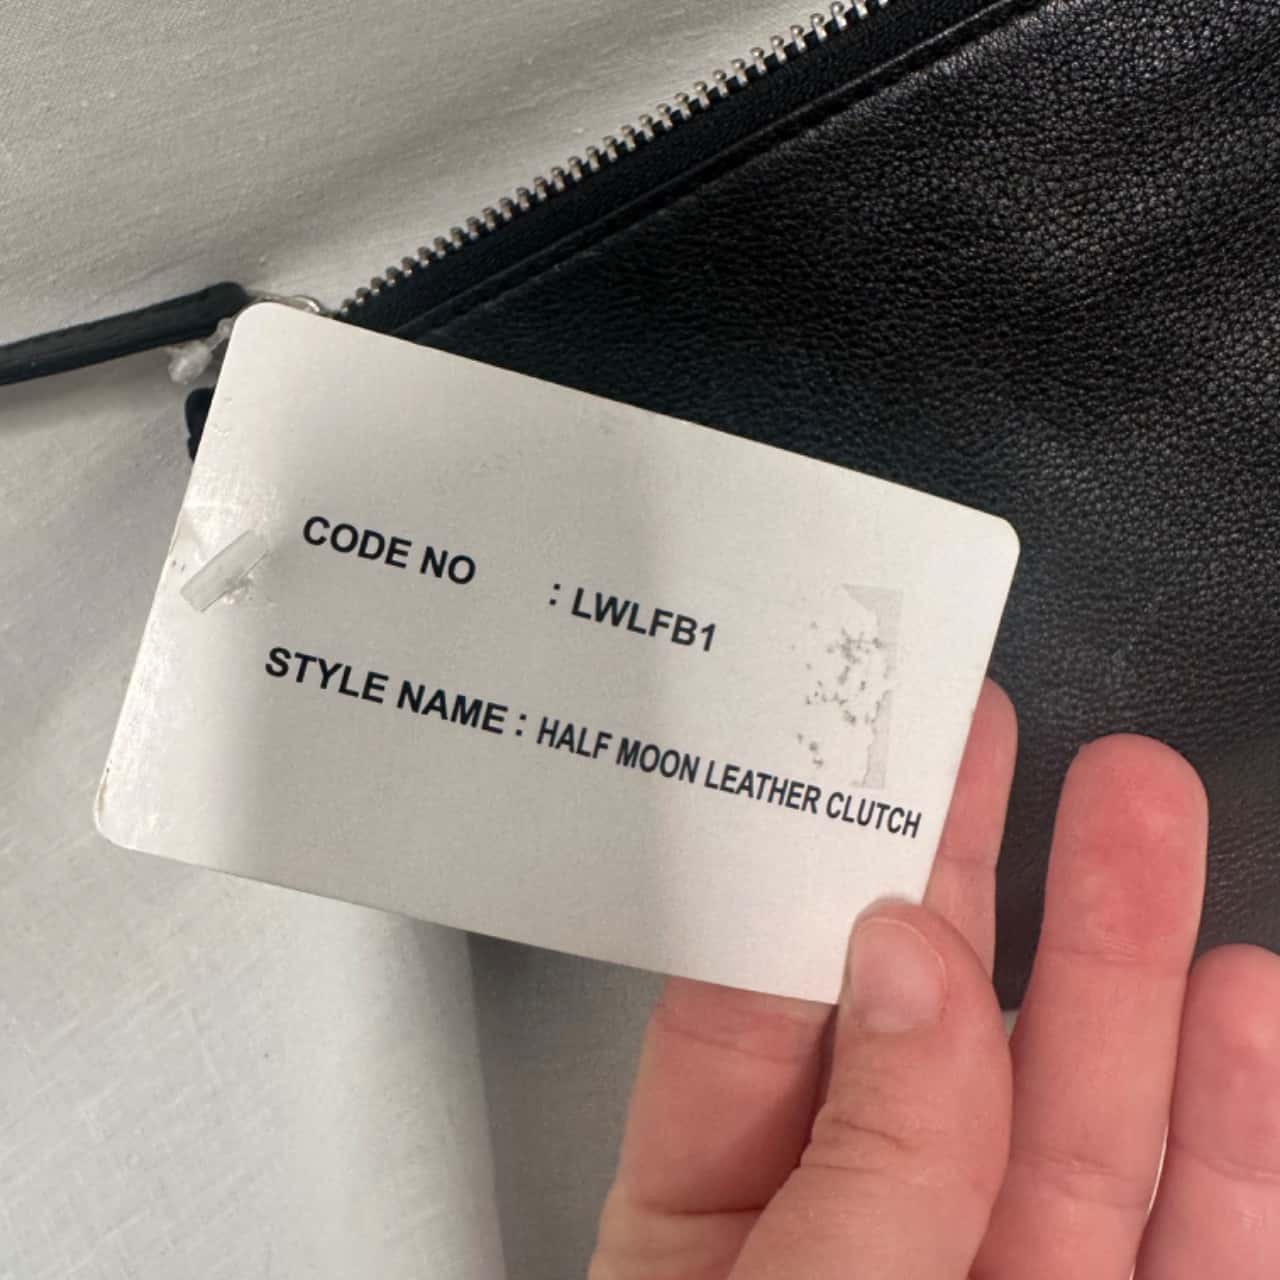 CODE NO : LWLFB1
STYLE NAME : HALF MOON LEATHER CLUTCH